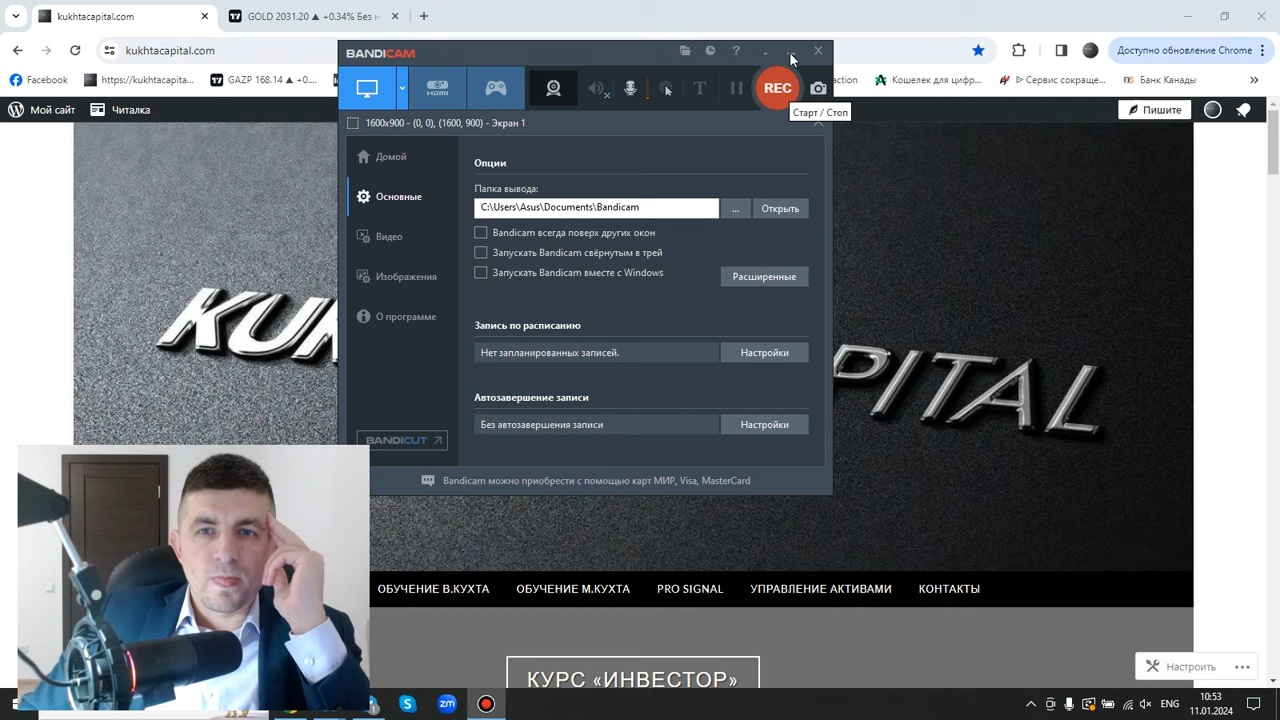 kukhtacapital.com
GOLD 2031.20 ▲ +0.34% Без н
kukhtacapital.com
Доступно обновление Chrome
Facebook
https://kukhtacapital...
GAZP 168.14 ▲ +0....
action
Кошелек для цифр...
Сервис сокраще...
Банк Канады
Мой сайт
Читалка
Пишите
BANDICAM
HDMI
REC
Старт / Стоп
1600x900 - (0, 0), (1600, 900) - Экран 1
Домой
Основные
Видео
Изображения
О программе
BANDICUT
Опции
Папка вывода:
C:\Users\Asus\Documents\Bandicam
...
Открыть
Bandicam всегда поверх других окон
Запускать Bandicam свёрнутым в трей
Запускать Bandicam вместе с Windows
Расширенные
Запись по расписанию
Нет запланированных записей.
Настройки
Автозавершение записи
Без автозавершения записи
Настройки
Bandicam можно приобрести с помощью карт МИР, Visa, MasterCard
KU
PITAL
ОБУЧЕНИЕ В.КУХТА
ОБУЧЕНИЕ М.КУХТА
PRO SIGNAL
УПРАВЛЕНИЕ АКТИВАМИ
КОНТАКТЫ
КУРС «ИНВЕСТОР»
Настроить
zm
ENG
10:53
11.01.2024